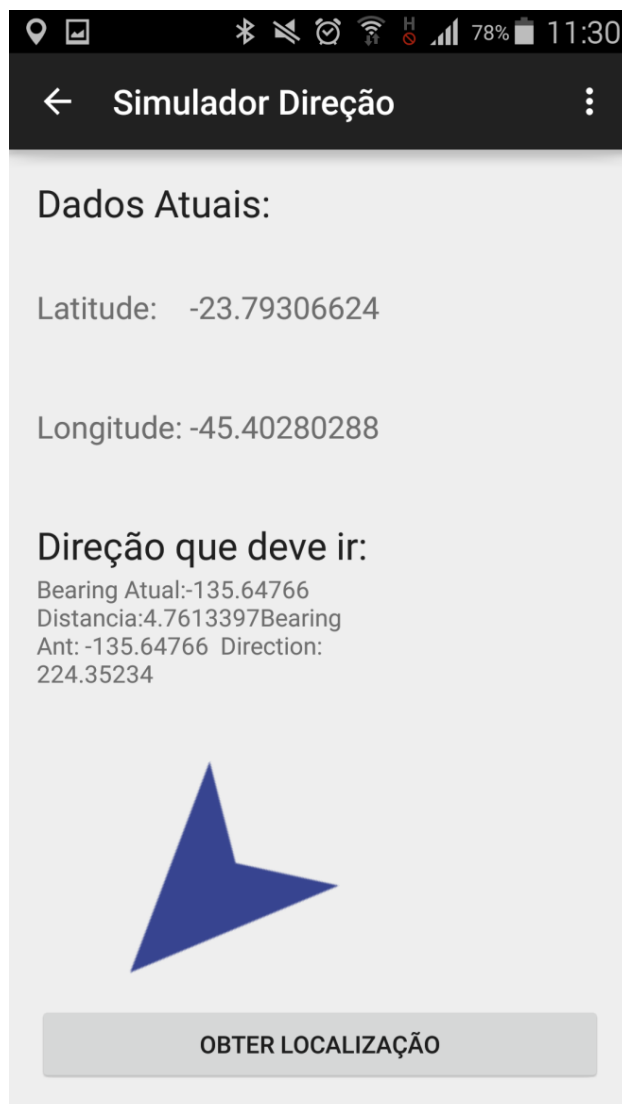 H 78% 11:30
Simulador Direção
Dados Atuais:
Latitude: -23.79306624
Longitude: -45.40280288
Direção que deve ir:
Bearing Atual:-135.64766
Distancia:4.7613397Bearing
Ant: -135.64766 Direction:
224.35234
OBTER LOCALIZAÇÃO